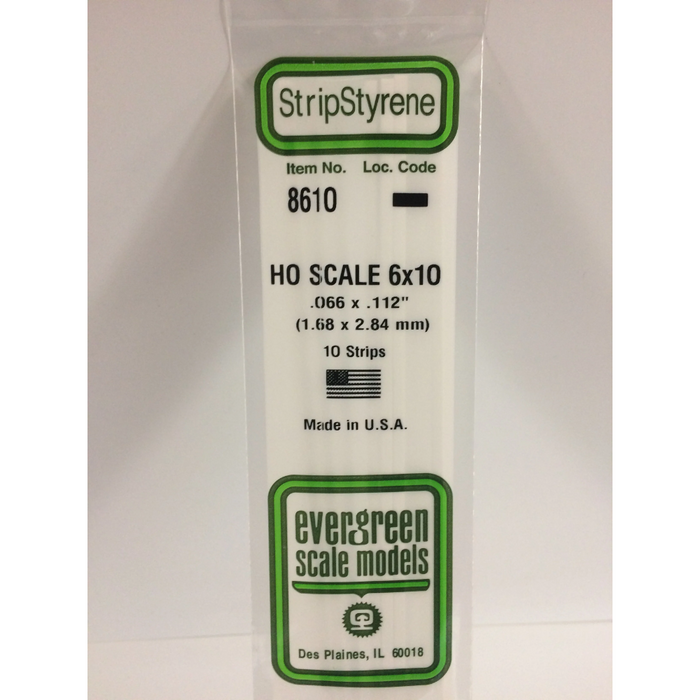 StripStyrene
Item No. Loc. Code
8610
HO SCALE 6x10
.066 x .112"
(1.68 x 2.84 mm)
10 Strips
Made in U.S.A.
evergreen
scale models
Des Plaines, IL 60018